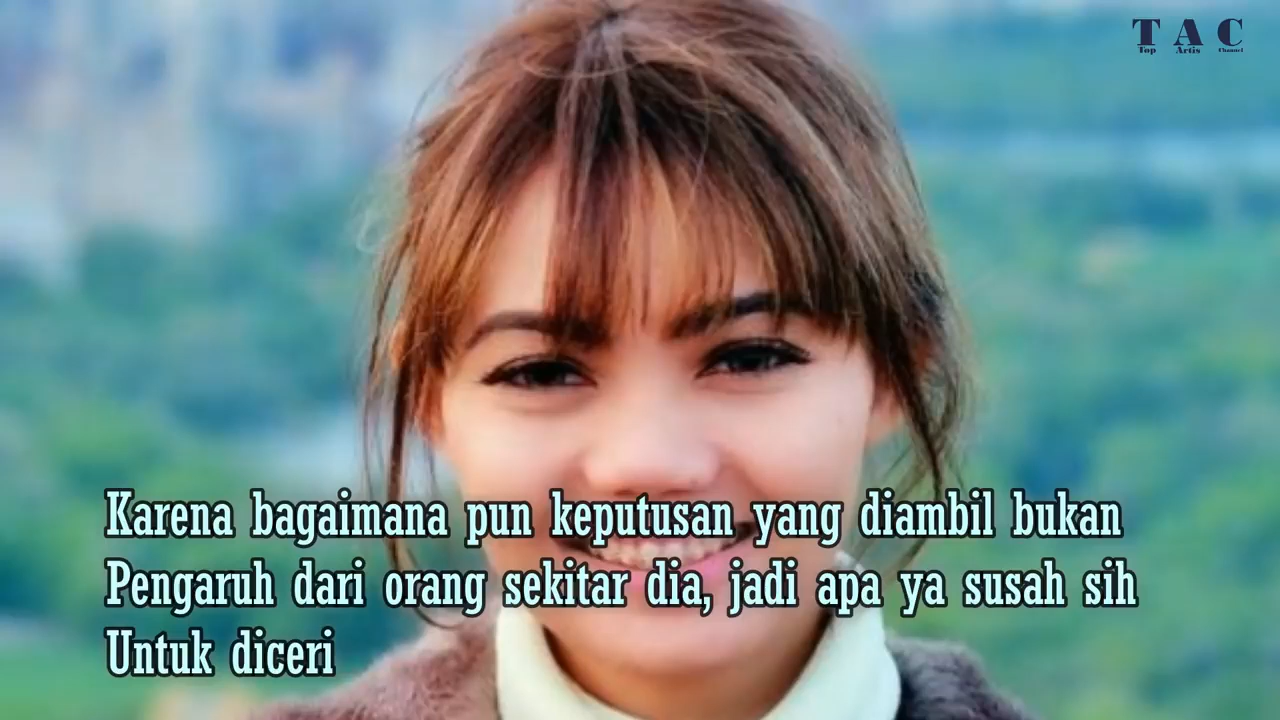 T A C
Top Artis Channel
Karena bagaimana pun keputusan yang diambil bukan
Pengaruh dari orang sekitar dia, jadi apa ya susah sih
Untuk diceri